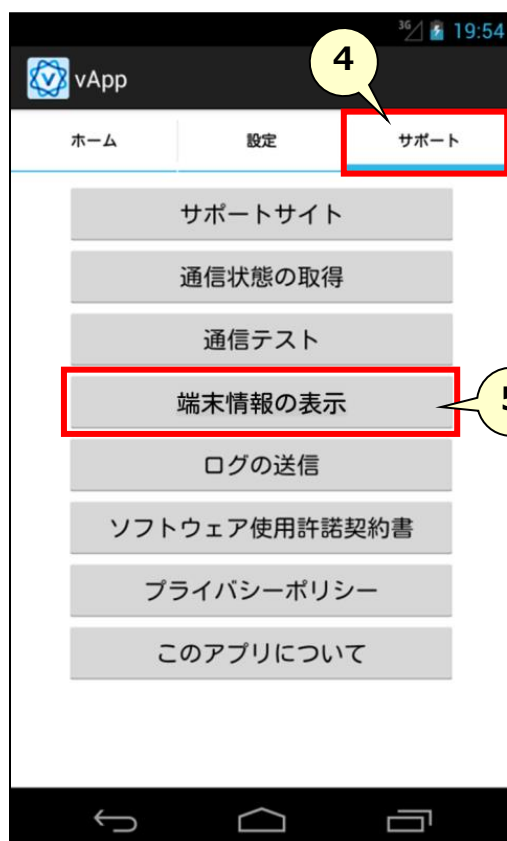 3G 19:54
4
vApp
ホーム 設定 サポート
サポートサイト
通信状態の取得
通信テスト
端末情報の表示
5
ログの送信
ソフトウェア使用許諾契約書
プライバシーポリシー
このアプリについて